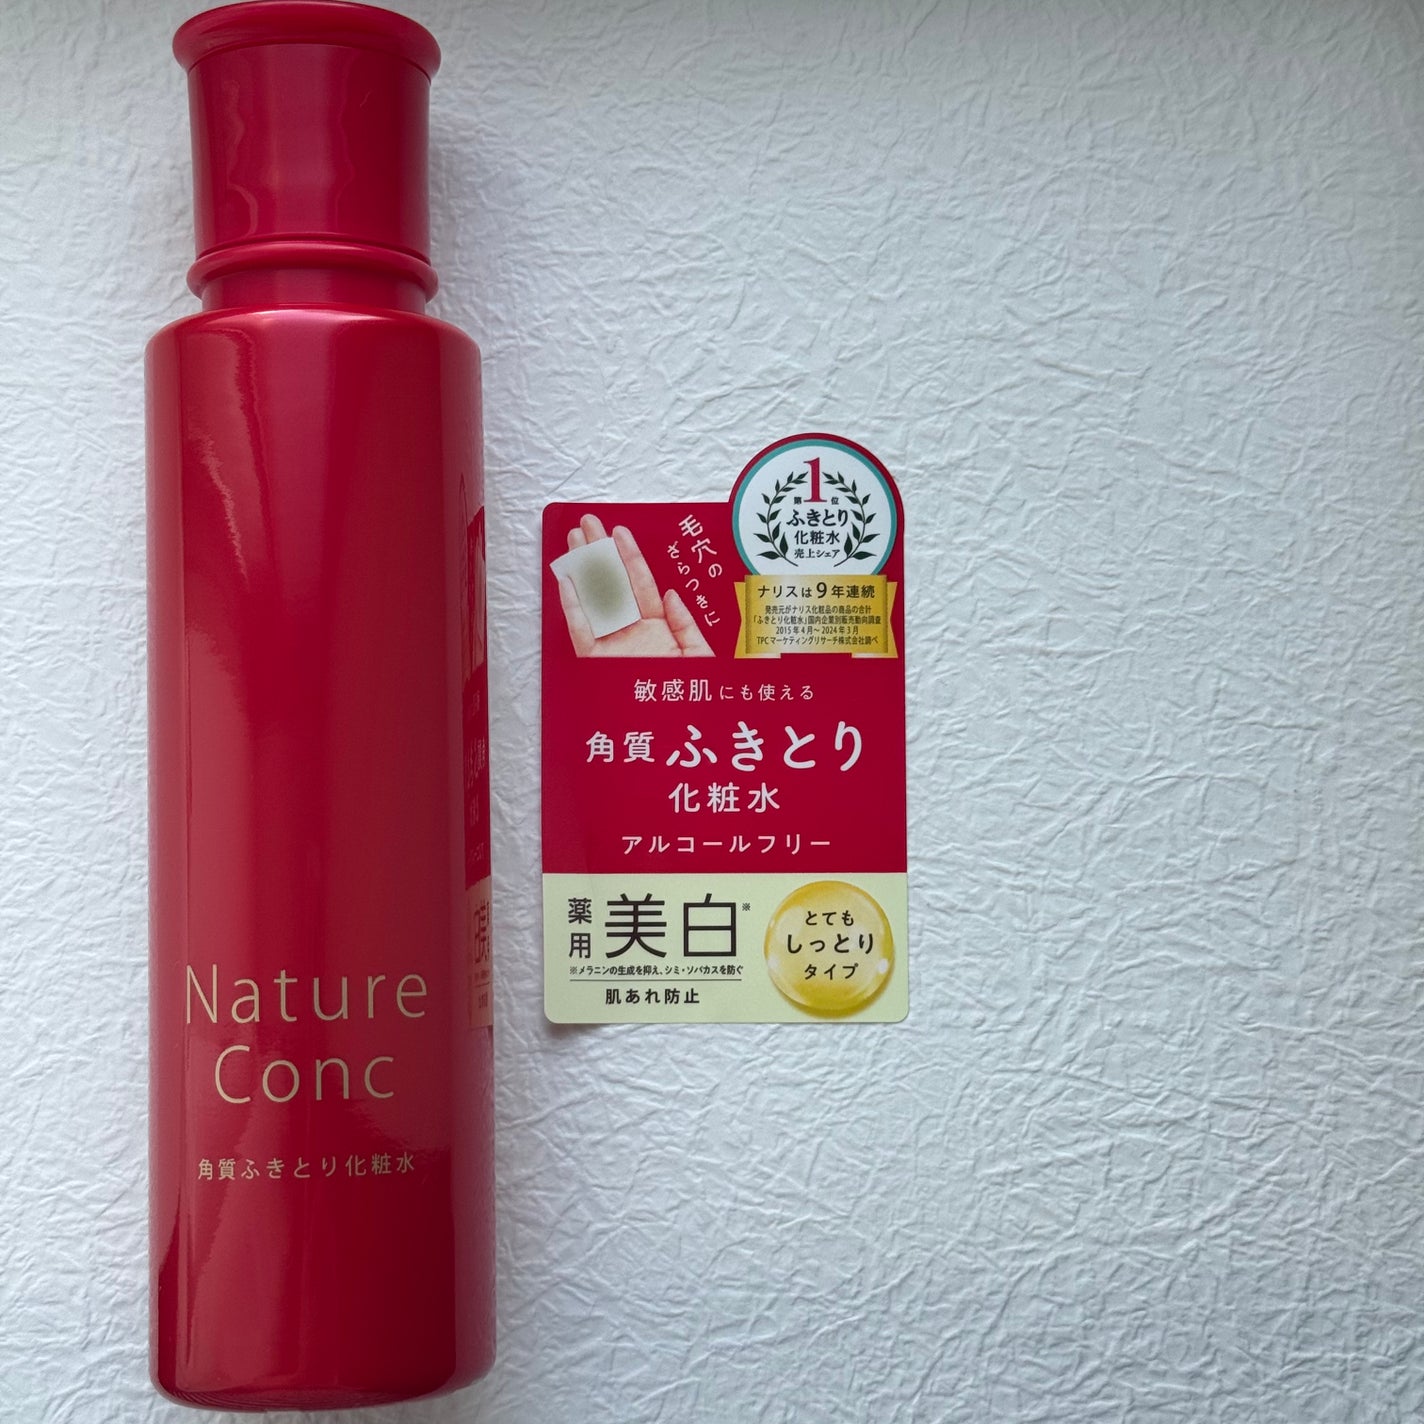 Nature
Conc
角質ふきとり化粧水
毛穴の
ざらつきに
第1位
ふきとり
化粧水
売上シェア
ナリスは9年連続
発売元がナリス化粧品の商品の合計
「ふきとり化粧水」国内企業別販売動向調査
2015年4月〜2024年3月
TPCマーケティングリサーチ株式会社調べ
敏感肌にも使える
角質ふきとり
化粧水
アルコールフリー
薬用美白※
※メラニンの生成を抑え、シミ・ソバカスを防ぐ
肌あれ防止
とても
しっとり
タイプ